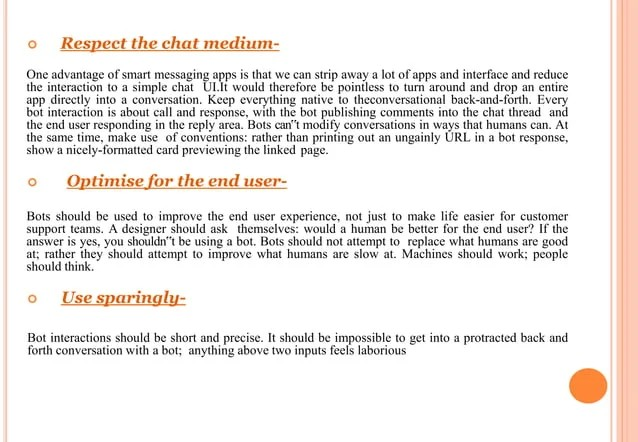 Respect the chat medium-
One advantage of smart messaging apps is that we can strip away a lot of apps and interface and reduce
the interaction to a simple chat UI.It would therefore be pointless to turn around and drop an entire
app directly into a conversation. Keep everything native to theconversational back-and-forth. Every
bot interaction is about call and response, with the bot publishing comments into the chat thread and
the end user responding in the reply area. Bots can‟t modify conversations in ways that humans can. At
the same time, make use of conventions: rather than printing out an ungainly URL in a bot response,
show a nicely-formatted card previewing the linked page.
Optimise for the end user-
Bots should be used to improve the end user experience, not just to make life easier for customer
support teams. A designer should ask themselves: would a human be better for the end user? If the
answer is yes, you shouldn‟t be using a bot. Bots should not attempt to replace what humans are good
at; rather they should attempt to improve what humans are slow at. Machines should work; people
should think.
Use sparingly-
Bot interactions should be short and precise. It should be impossible to get into a protracted back and
forth conversation with a bot; anything above two inputs feels laborious